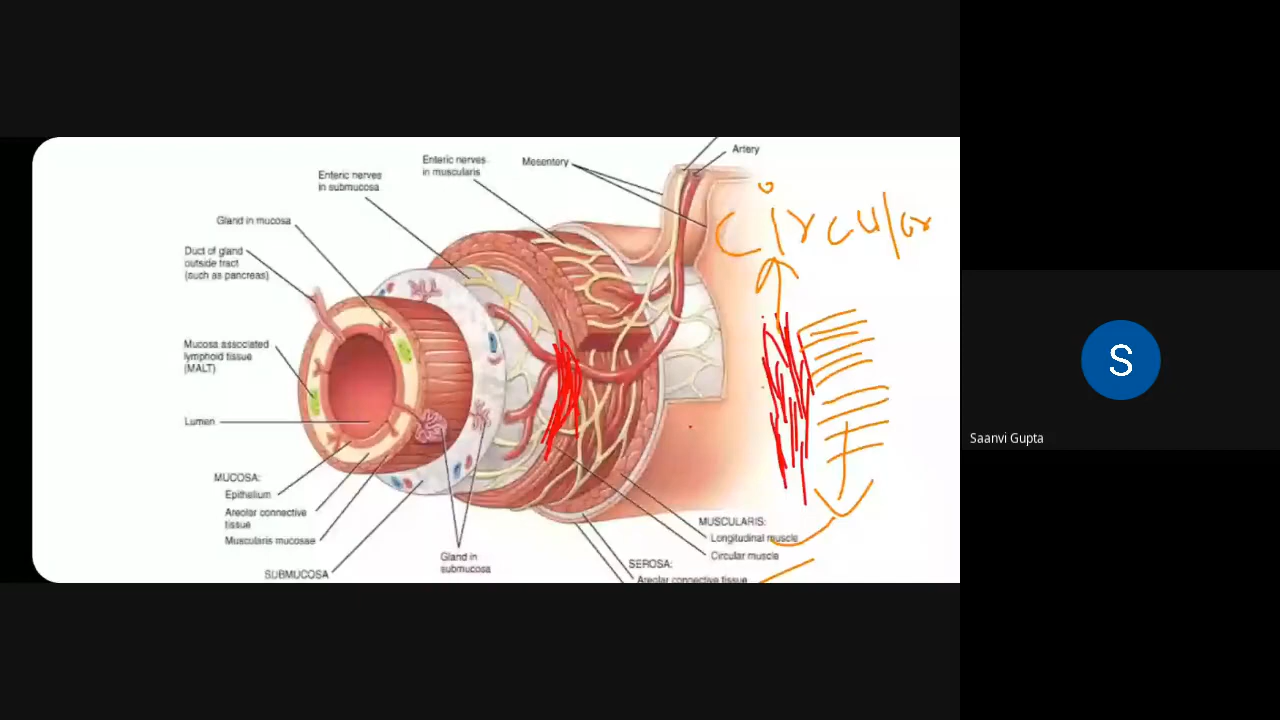 Artery
Enteric nerves
in muscularis
Mesentery
Enteric nerves
in submucosa
Circular
Gland in mucosa
Duct of gland
outside tract
(such as pancreas)
Mucosa associated
lymphoid tissue
(MALT)
S
Lumen
Saanvi Gupta
MUCOSA:
Epithelium
Areolar connective
tissue
Muscularis mucosae
SUBMUCOSA
Gland in
submucosa
MUSCULARIS:
Longitudinal muscle
Circular muscle
SEROSA:
Areolar connective tissue